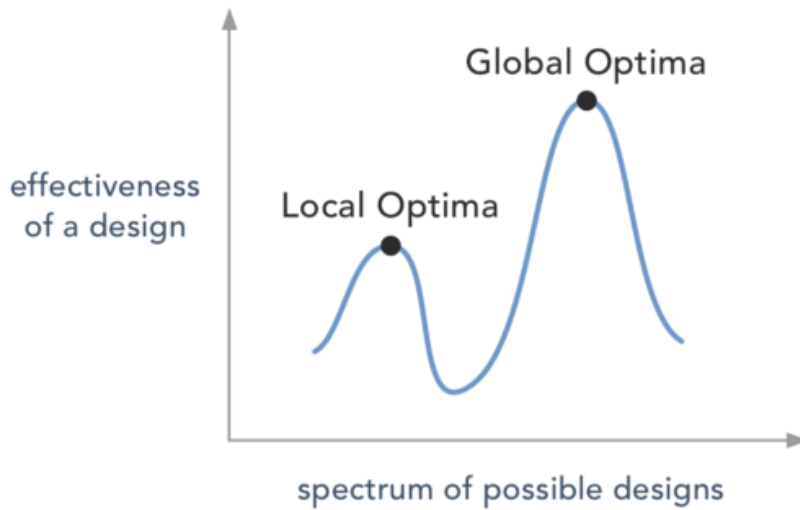 Global Optima
effectiveness
of a design
Local Optima
spectrum of possible designs